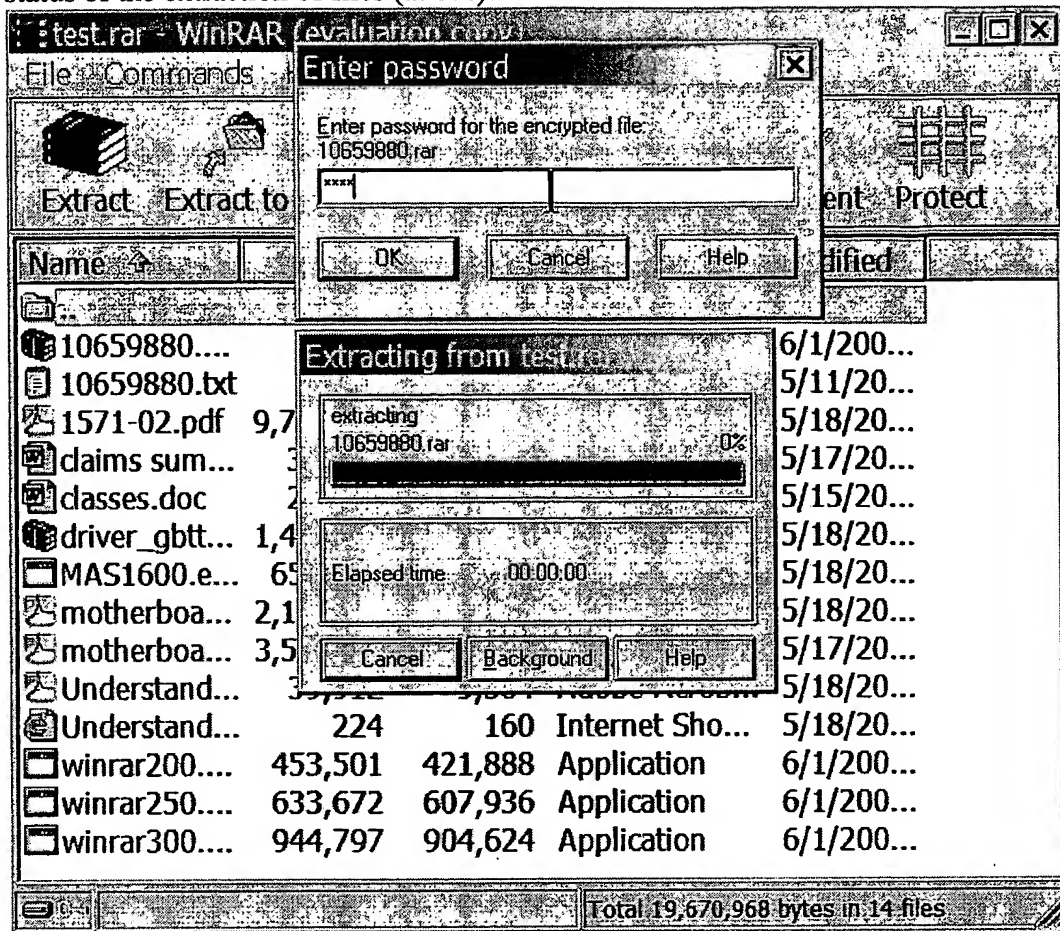 test.rar - WinRAR (evaluation copy)
File Commands
Enter password
Enter password for the encrypted file:
10659880.rar
xxxx
Extract Extract to
Protect
OK Cancel Help
Name
..
10659880....
6/1/200...
10659880.txt
5/11/20...
1571-02.pdf 9,7
5/18/20...
claims sum...
5/17/20...
classes.doc
5/15/20...
driver_gbtt... 1,4
5/18/20...
MAS1600.e... 65
5/18/20...
motherboa... 2,1
5/18/20...
motherboa... 3,5
5/17/20...
Understand...
5/18/20...
Understand... 224 160 Internet Sho... 5/18/20...
winrar200.... 453,501 421,888 Application 6/1/200...
winrar250.... 633,672 607,936 Application 6/1/200...
winrar300.... 944,797 904,624 Application 6/1/200...
Extracting from test.rar
extracting
10659880.rar 0%
Elapsed time 00:00:00
Cancel Background Help
Total 19,670,968 bytes in 14 files